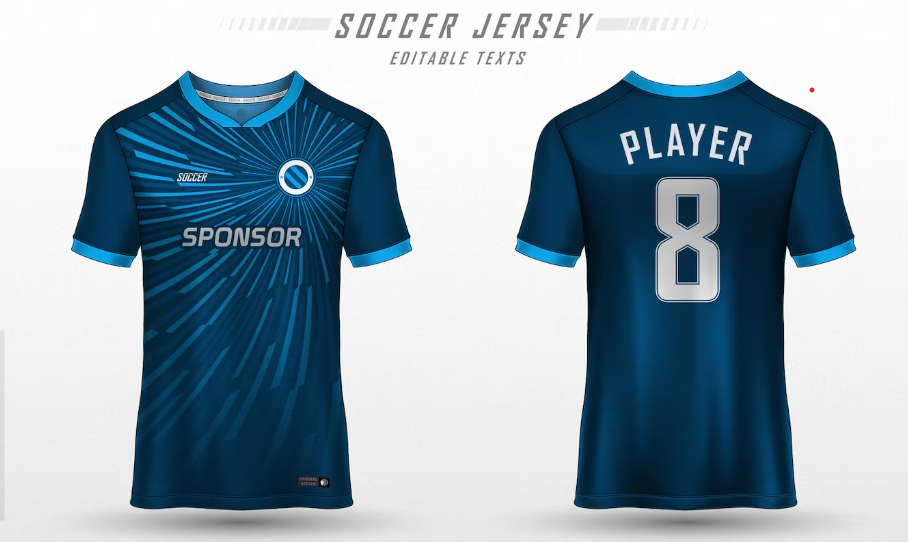 SOCCER JERSEY
EDITABLE TEXTS
SOCCER
SPONSOR
PLAYER
8